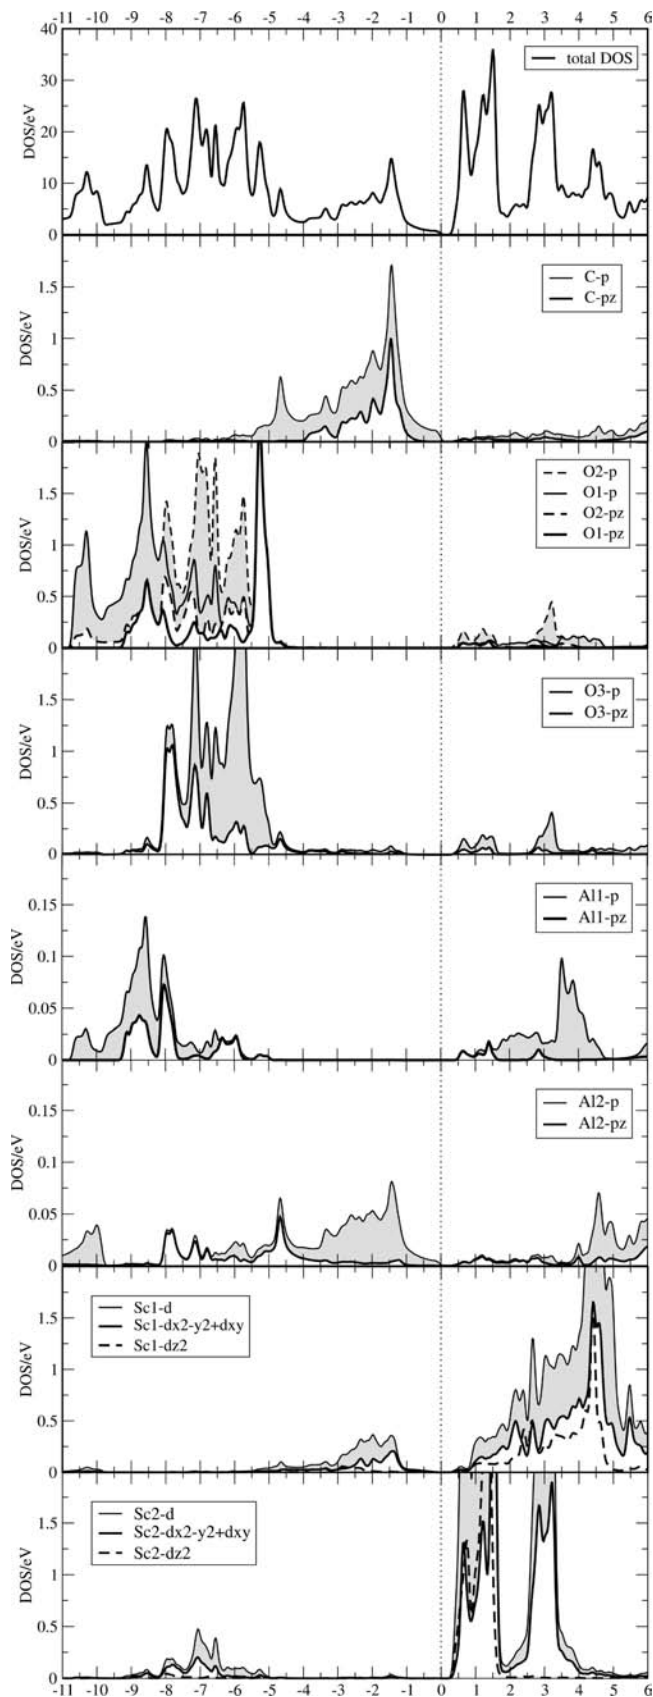 -11 -10 -9 -8 -7 -6 -5 -4 -3 -2 -1 0 1 2 3 4 5 6
40
30
20
10
0
DOS/eV
total DOS
1.5
1
0.5
0
DOS/eV
C-p
C-pz
1.5
1
0.5
0
DOS/eV
O2-p
O1-p
O2-pz
O1-pz
1.5
1
0.5
0
DOS/eV
O3-p
O3-pz
0.15
0.1
0.05
0
DOS/eV
Al1-p
Al1-pz
0.15
0.1
0.05
0
DOS/eV
Al2-p
Al2-pz
1.5
1
0.5
0
DOS/eV
Sc1-d
Sc1-dx2-y2+dxy
Sc1-dz2
1.5
1
0.5
0
DOS/eV
Sc2-d
Sc2-dx2-y2+dxy
Sc2-dz2
-11 -10 -9 -8 -7 -6 -5 -4 -3 -2 -1 0 1 2 3 4 5 6